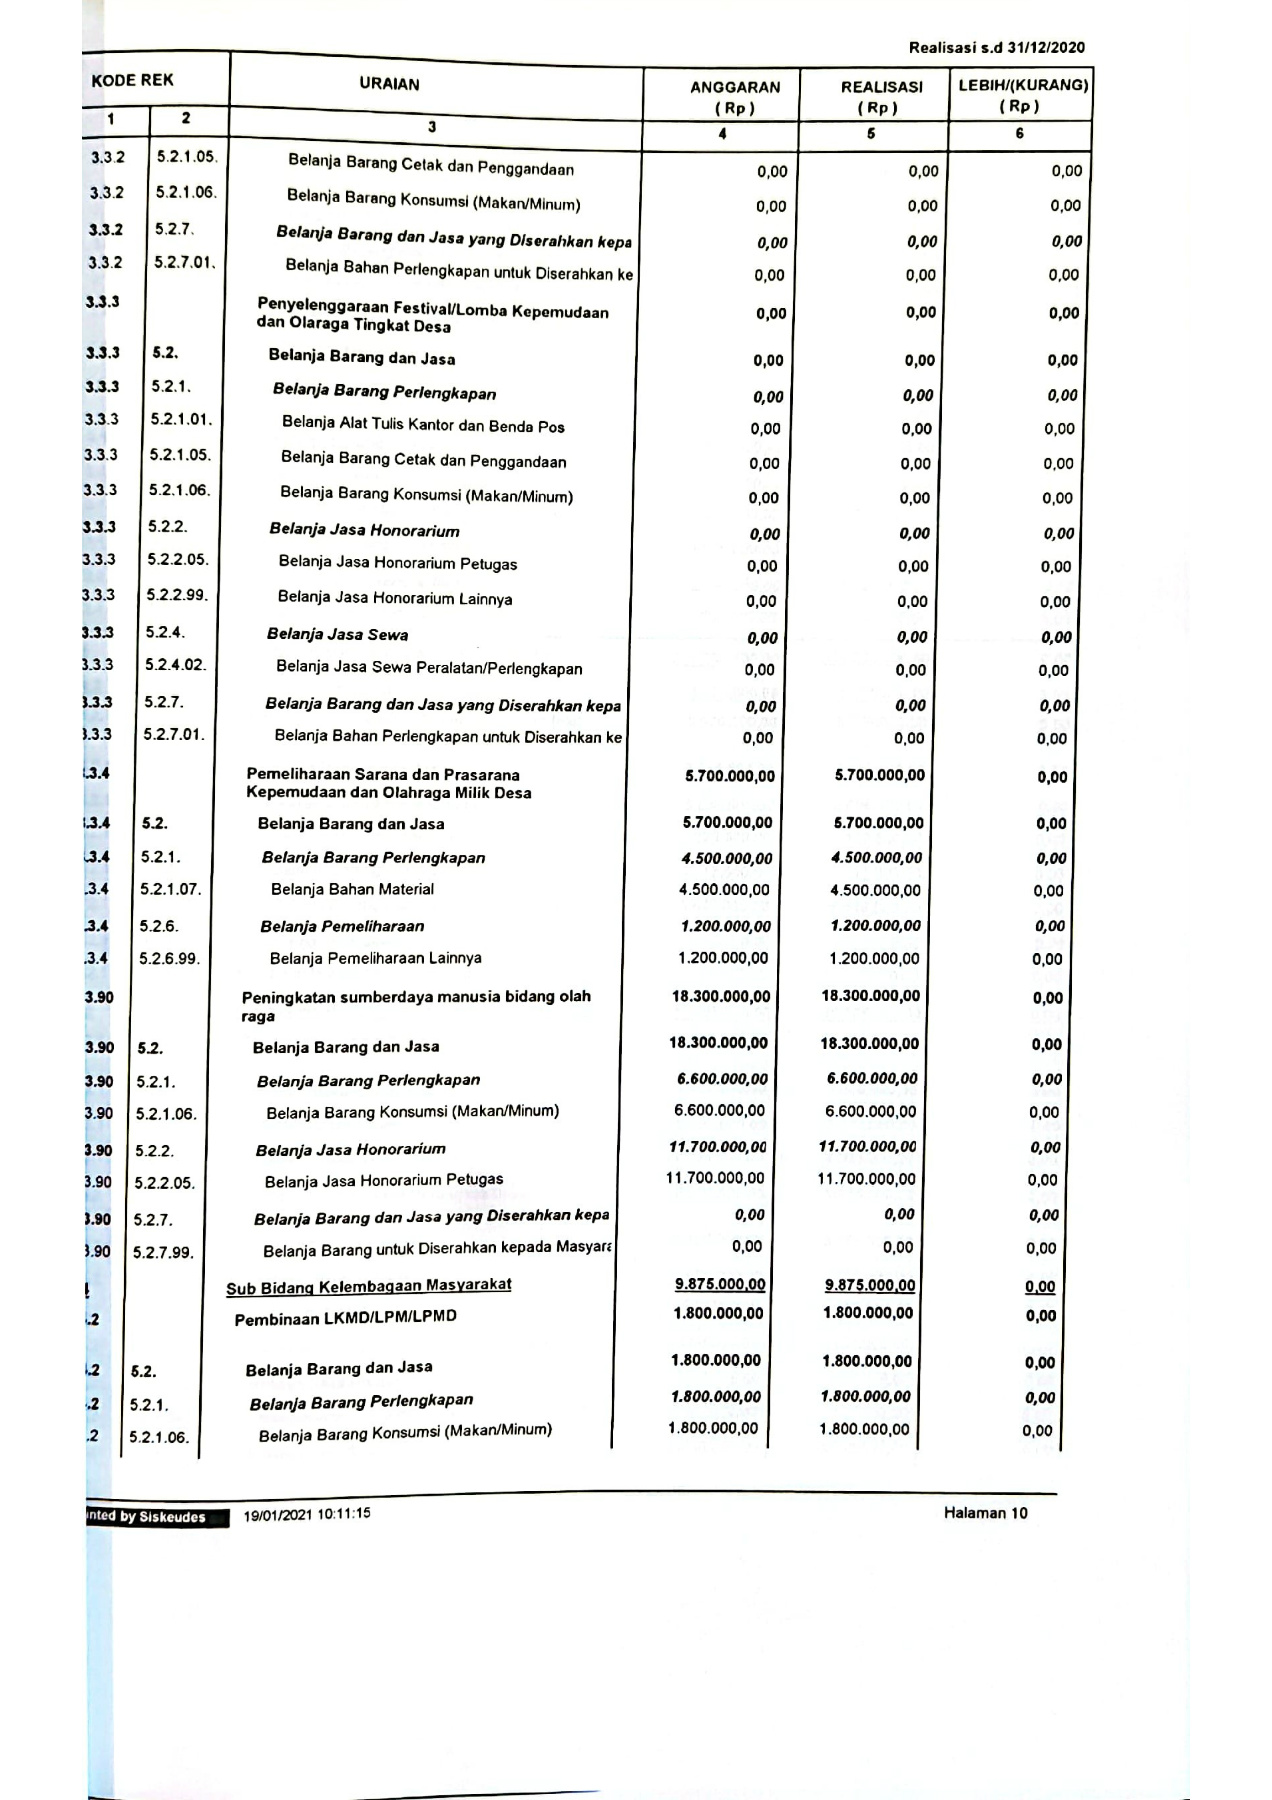 Realisasi s.d 31/12/2020
KODE REK URAIAN ANGGARAN REALISASI LEBIH/(KURANG)
( Rp ) ( Rp ) ( Rp )
1 2 3 4 5 6
3.3.2 5.2.1.05. Belanja Barang Cetak dan Penggandaan 0,00 0,00 0,00
3.3.2 5.2.1.06. Belanja Barang Konsumsi (Makan/Minum) 0,00 0,00 0,00
3.3.2 5.2.7. Belanja Barang dan Jasa yang Diserahkan kepa 0,00 0,00 0,00
3.3.2 5.2.7.01. Belanja Bahan Perlengkapan untuk Diserahkan ke 0,00 0,00 0,00
3.3.3 Penyelenggaraan Festival/Lomba Kepemudaan 0,00 0,00 0,00
dan Olaraga Tingkat Desa
3.3.3 5.2. Belanja Barang dan Jasa 0,00 0,00 0,00
3.3.3 5.2.1. Belanja Barang Perlengkapan 0,00 0,00 0,00
3.3.3 5.2.1.01. Belanja Alat Tulis Kantor dan Benda Pos 0,00 0,00 0,00
3.3.3 5.2.1.05. Belanja Barang Cetak dan Penggandaan 0,00 0,00 0,00
3.3.3 5.2.1.06. Belanja Barang Konsumsi (Makan/Minum) 0,00 0,00 0,00
3.3.3 5.2.2. Belanja Jasa Honorarium 0,00 0,00 0,00
3.3.3 5.2.2.05. Belanja Jasa Honorarium Petugas 0,00 0,00 0,00
3.3.3 5.2.2.99. Belanja Jasa Honorarium Lainnya 0,00 0,00 0,00
3.3.3 5.2.4. Belanja Jasa Sewa 0,00 0,00 0,00
3.3.3 5.2.4.02. Belanja Jasa Sewa Peralatan/Perlengkapan 0,00 0,00 0,00
3.3.3 5.2.7. Belanja Barang dan Jasa yang Diserahkan kepa 0,00 0,00 0,00
3.3.3 5.2.7.01. Belanja Bahan Perlengkapan untuk Diserahkan ke 0,00 0,00 0,00
.3.4 Pemeliharaan Sarana dan Prasarana 5.700.000,00 5.700.000,00 0,00
Kepemudaan dan Olahraga Milik Desa
.3.4 5.2. Belanja Barang dan Jasa 5.700.000,00 5.700.000,00 0,00
.3.4 5.2.1. Belanja Barang Perlengkapan 4.500.000,00 4.500.000,00 0,00
.3.4 5.2.1.07. Belanja Bahan Material 4.500.000,00 4.500.000,00 0,00
.3.4 5.2.6. Belanja Pemeliharaan 1.200.000,00 1.200.000,00 0,00
.3.4 5.2.6.99. Belanja Pemeliharaan Lainnya 1.200.000,00 1.200.000,00 0,00
3.90 Peningkatan sumberdaya manusia bidang olah 18.300.000,00 18.300.000,00 0,00
raga
3.90 5.2. Belanja Barang dan Jasa 18.300.000,00 18.300.000,00 0,00
3.90 5.2.1. Belanja Barang Perlengkapan 6.600.000,00 6.600.000,00 0,00
3.90 5.2.1.06. Belanja Barang Konsumsi (Makan/Minum) 6.600.000,00 6.600.000,00 0,00
3.90 5.2.2. Belanja Jasa Honorarium 11.700.000,00 11.700.000,00 0,00
3.90 5.2.2.05. Belanja Jasa Honorarium Petugas 11.700.000,00 11.700.000,00 0,00
3.90 5.2.7. Belanja Barang dan Jasa yang Diserahkan kepa 0,00 0,00 0,00
3.90 5.2.7.99. Belanja Barang untuk Diserahkan kepada Masyara 0,00 0,00 0,00
Sub Bidang Kelembagaan Masyarakat 9.875.000,00 9.875.000,00 0,00
.2 Pembinaan LKMD/LPM/LPMD 1.800.000,00 1.800.000,00 0,00
.2 5.2. Belanja Barang dan Jasa 1.800.000,00 1.800.000,00 0,00
.2 5.2.1. Belanja Barang Perlengkapan 1.800.000,00 1.800.000,00 0,00
.2 5.2.1.06. Belanja Barang Konsumsi (Makan/Minum) 1.800.000,00 1.800.000,00 0,00
inted by Siskeudes 19/01/2021 10:11:15 Halaman 10